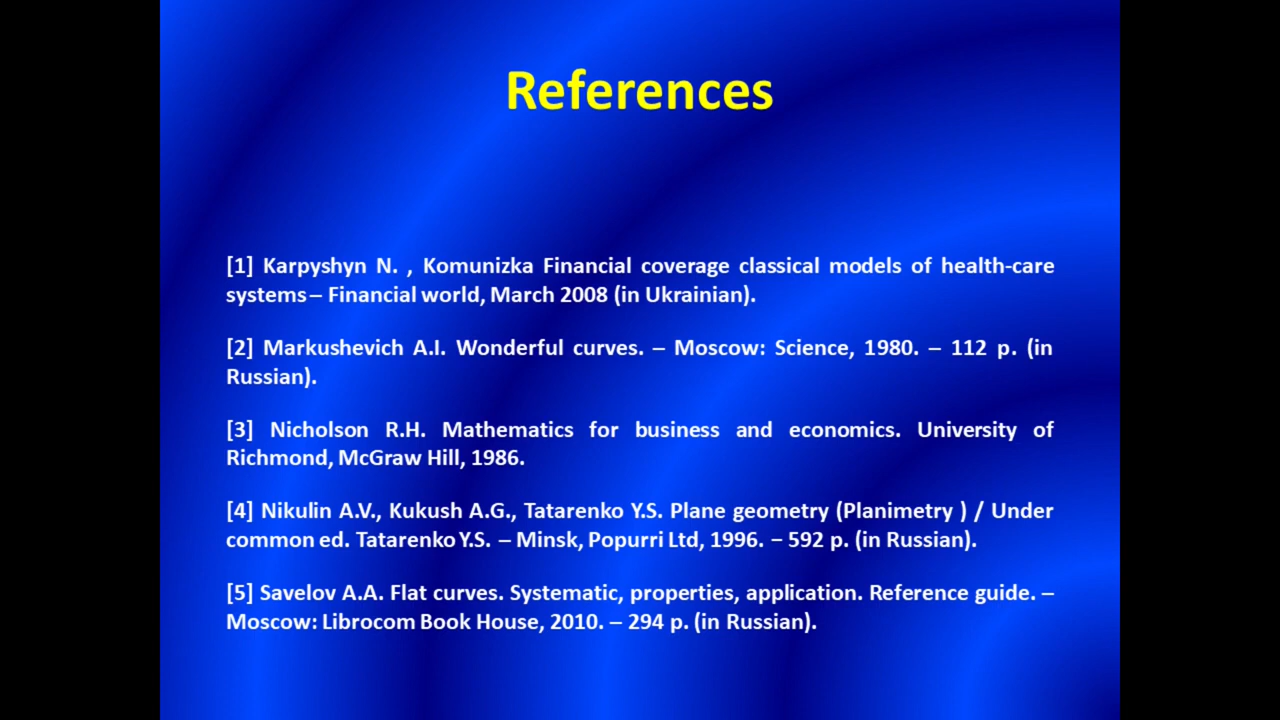 References
[1] Karpyshyn N. , Komunizka Financial coverage classical models of health-care
systems – Financial world, March 2008 (in Ukrainian).
[2] Markushevich A.I. Wonderful curves. – Moscow: Science, 1980. – 112 p. (in
Russian).
[3] Nicholson R.H. Mathematics for business and economics. University of
Richmond, McGraw Hill, 1986.
[4] Nikulin A.V., Kukush A.G., Tatarenko Y.S. Plane geometry (Planimetry ) / Under
common ed. Tatarenko Y.S. – Minsk, Popurri Ltd, 1996. − 592 p. (in Russian).
[5] Savelov A.A. Flat curves. Systematic, properties, application. Reference guide. –
Moscow: Librocom Book House, 2010. – 294 p. (in Russian).